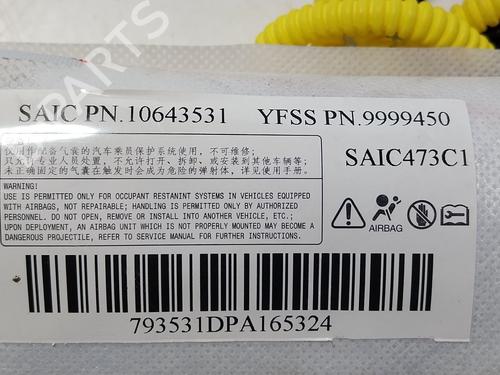 SAIC PN.10643531 YFSS PN.9999450
仅用作配备气囊的汽车乘员保护系统使用,不可维修;
只允许专业人员处置,不允许打开、拆卸、或安装到其他车辆等;
未正确固定的气囊在触发时会成为危险的弹射体,详见使用手册.
SAIC473C1
WARNING:
USE IS PERMITTED ONLY FOR OCCUPANT RESTANINT SYSTEMS IN VEHICLES EQUIPPED
WITH AIRBAGS, NOT REPAIRABLE; HANDLING IS PERMITTED ONLY BY AUTHORIZED
PERSONNEL. DO NOT OPEN, REMOVE OR INSTALL INTO ANOTHER VEHICLE, ETC.;
UPON DEPLOYMENT, AN AIRBAG UNIT WHICH IS NOT PROPERLY MOUNTED MAY BECOME A
DANGEROUS PROJECTILE, REFER TO SERVICE MANUAL FOR FURTHER INSTRUCTIONS.
AIRBAG
793531DPA165324